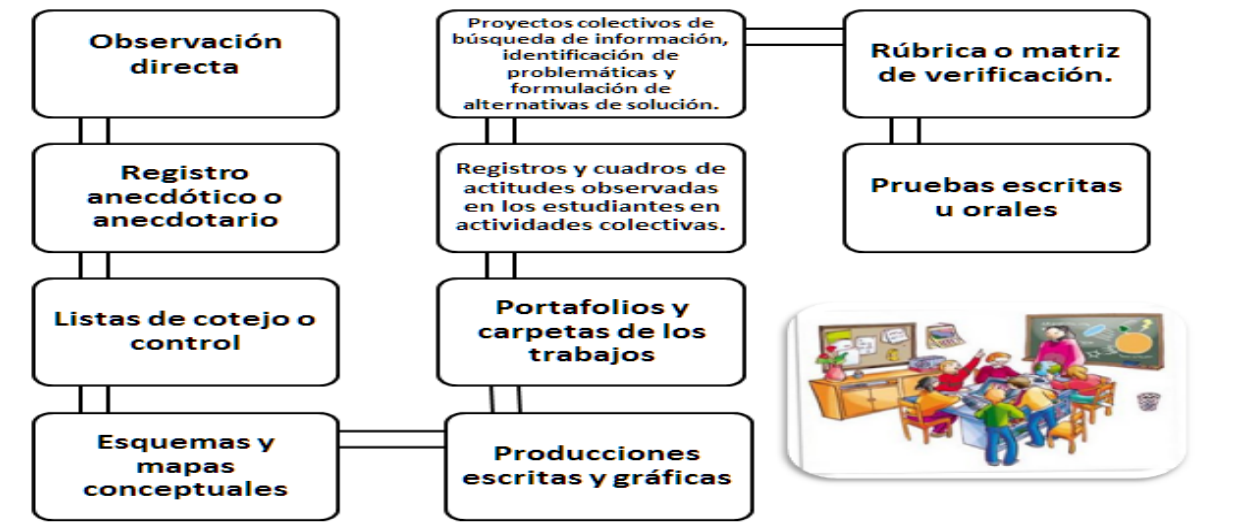 Observación
directa
Registro
anecdótico o
anecdotario
Listas de cotejo o
control
Esquemas y
mapas
conceptuales
Producciones
escritas y gráficas
Portafolios y
carpetas de los
trabajos
Registros y cuadros de
actitudes observadas
en los estudiantes en
actividades colectivas.
Proyectos colectivos de
búsqueda de información,
identificación de
problemáticas y
formulación de
alternativas de solución.
Rúbrica o matriz
de verificación.
Pruebas escritas
u orales